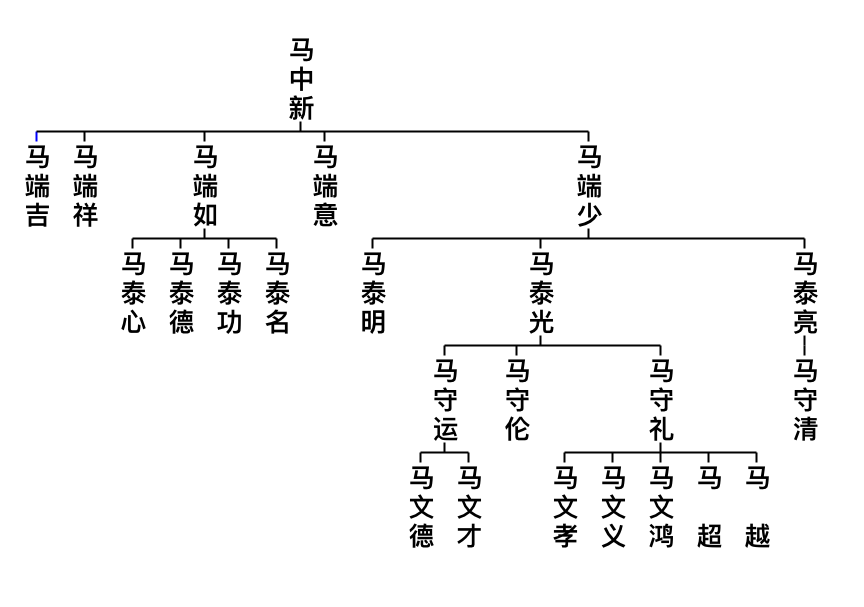 马中新
马端吉
马端祥
马端如
马端意
马端少
马泰心
马泰德
马泰功
马泰名
马泰明
马泰光
马泰亮
马守运
马守伦
马守礼
马守清
马文德
马文才
马文孝
马文义
马文鸿
马 超
马 越